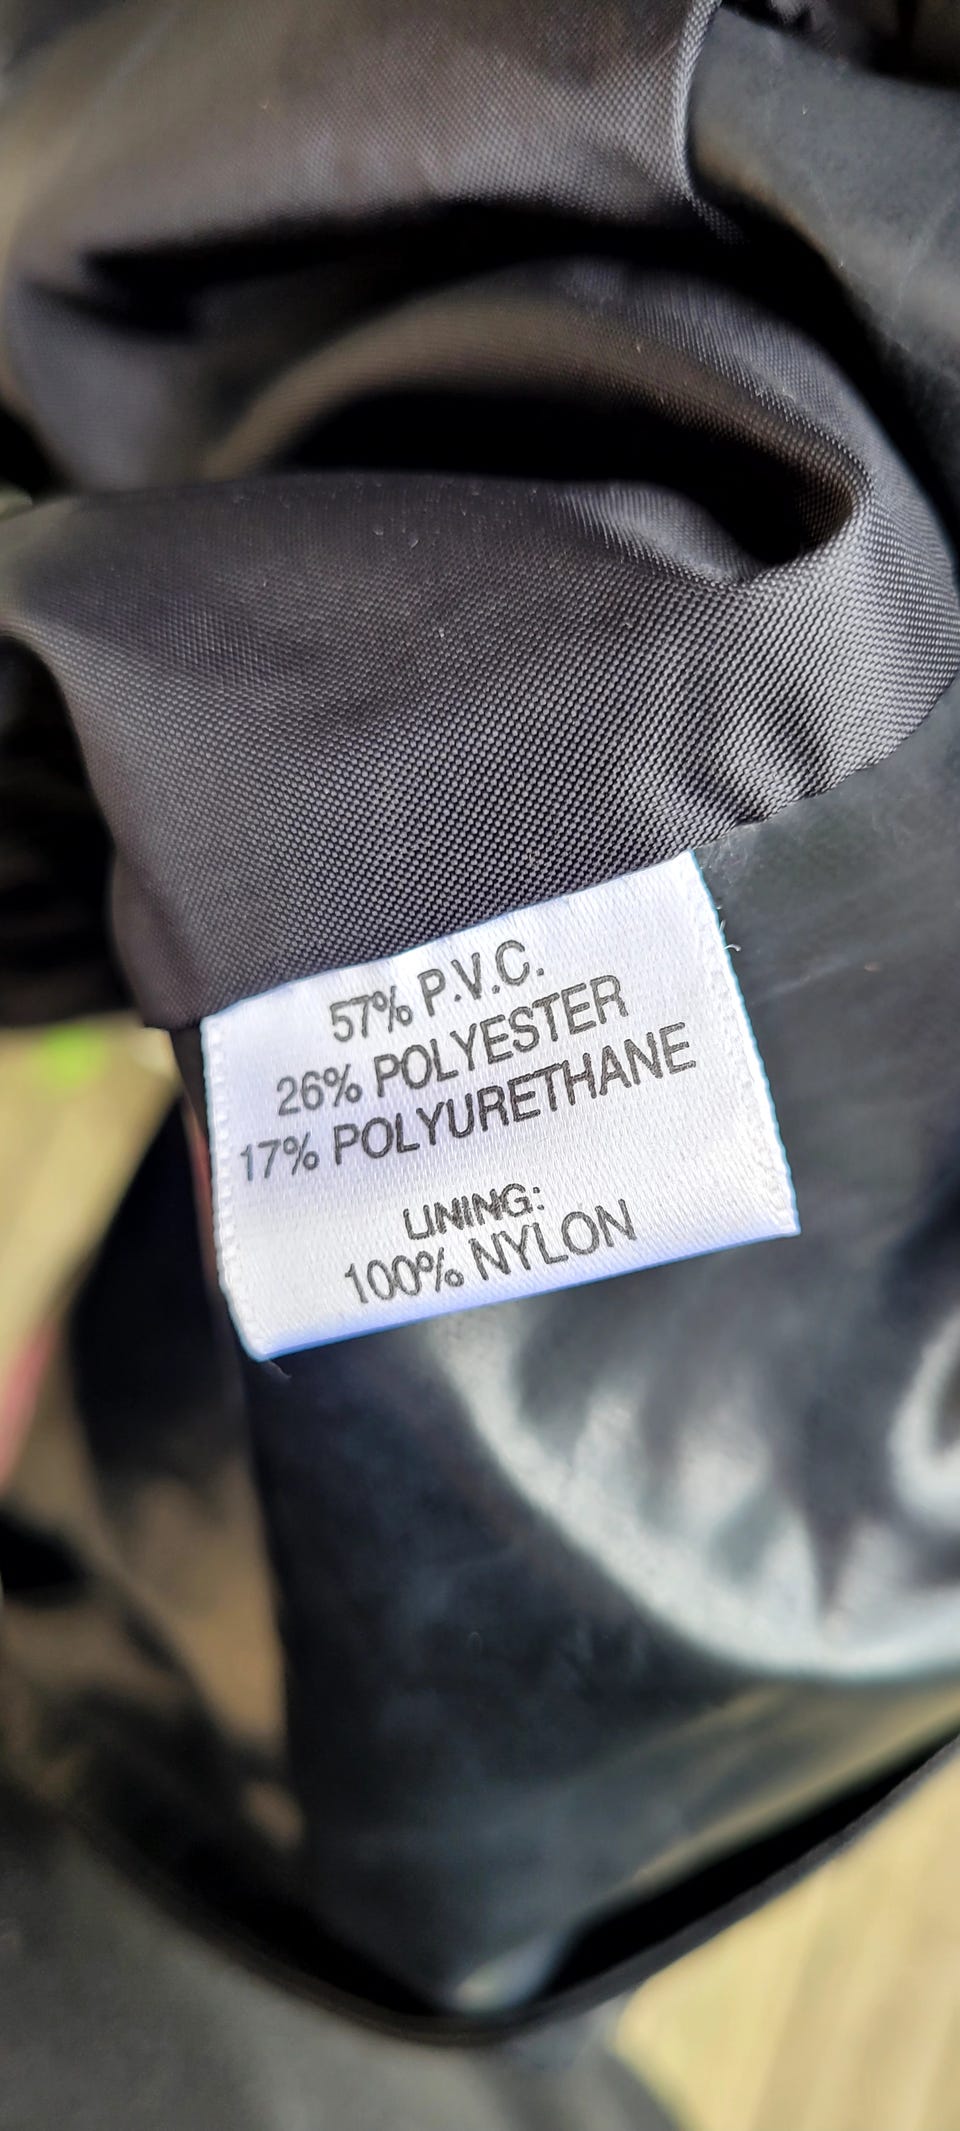 57% P.V.C.
26% POLYESTER
17% POLYURETHANE
LINING:
100% NYLON